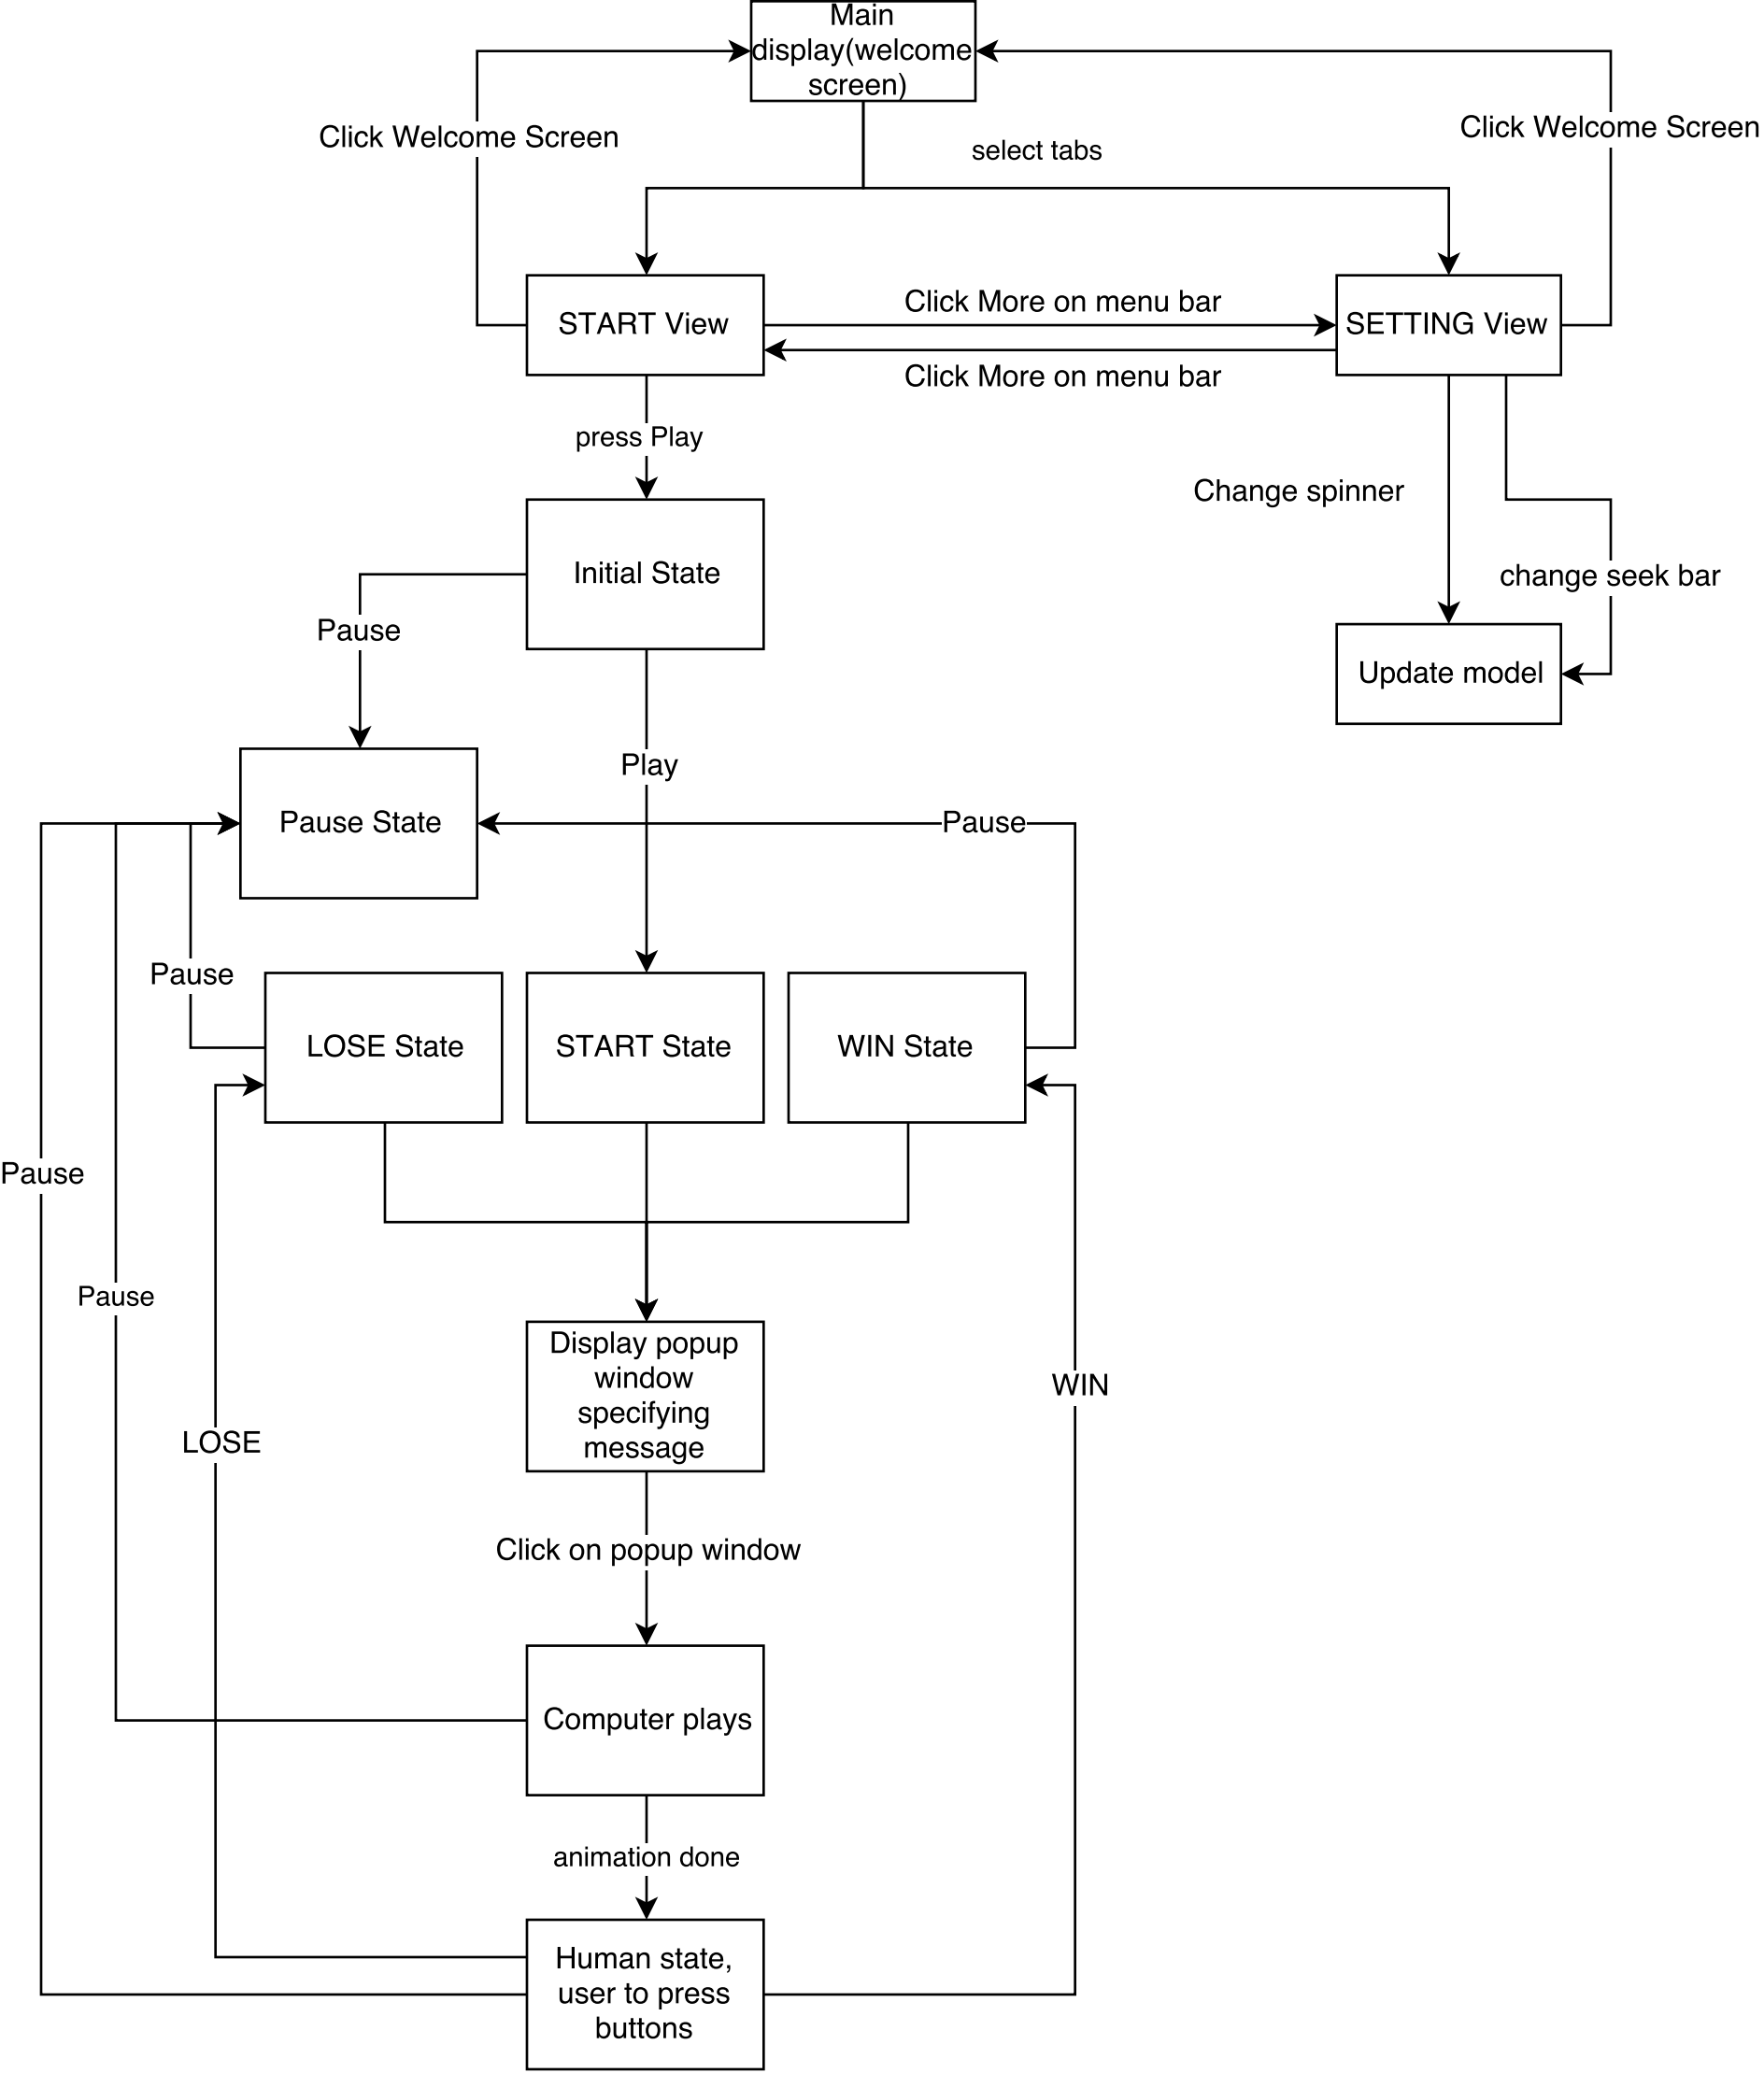 Main
display(welcome
screen)
Click Welcome Screen
Click Welcome Screen
select tabs
START View
Click More on menu bar
SETTING View
Click More on menu bar
press Play
Change spinner
Initial State
change seek bar
Pause
Update model
Play
Pause State
Pause
Pause
LOSE State
START State
WIN State
Pause
Pause
Display popup
window
specifying
message
WIN
LOSE
Click on popup window
Computer plays
animation done
Human state,
user to press
buttons